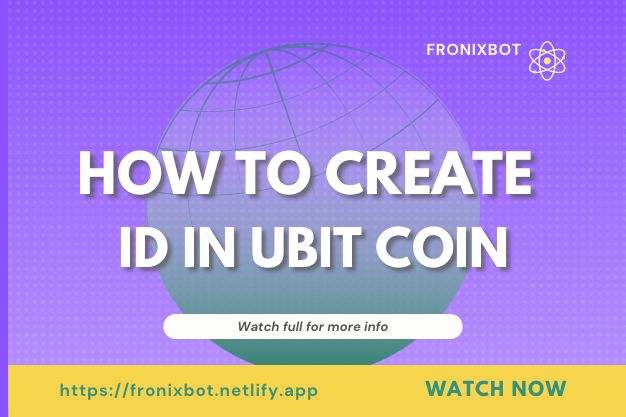 FRONIXBOT
HOW TO CREATE
ID IN UBIT COIN
Watch full for more info
https://fronixbot.netlify.app
WATCH NOW